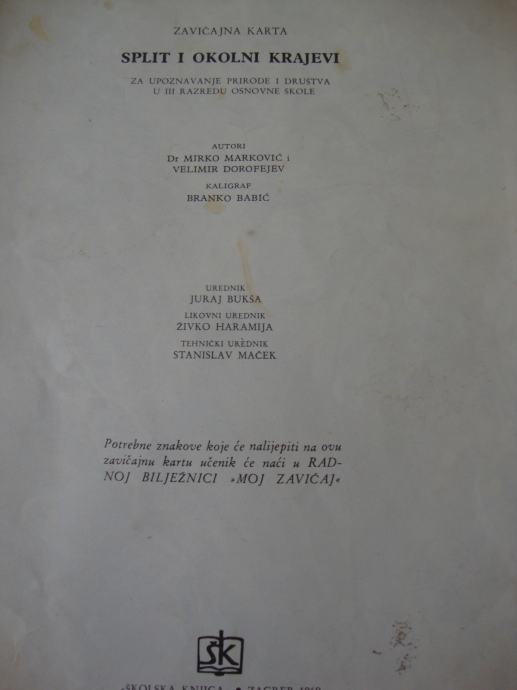 ZAVIČAJNA KARTA
SPLIT I OKOLNI KRAJEVI
ZA UPOZNAVANJE PRIRODE I DRUŠTVA
U III RAZREDU OSNOVNE ŠKOLE
AUTORI
Dr MIRKO MARKOVIĆ i
VELIMIR DOROFEJEV
KALIGRAF
BRANKO BABIĆ
UREDNIK
JURAJ BUKŠA
LIKOVNI UREDNIK
ŽIVKO HARAMIJA
TEHNIČKI UREDNIK
STANISLAV MAČEK
Potrebne znakove koje će nalijepiti na ovu
zavičajnu kartu učenik će naći u RAD-
NOJ BILJEŽNICI »MOJ ZAVIČAJ«
ŠK
»ŠKOLSKA KNJIGA« • ZAGREB